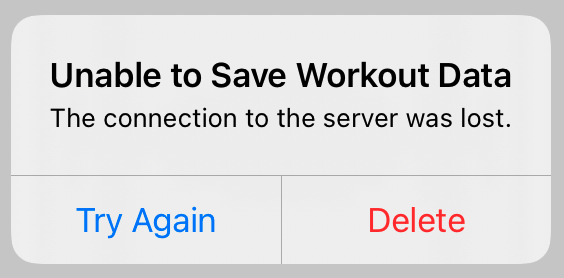 Unable to Save Workout Data
The connection to the server was lost.
Try Again
Delete